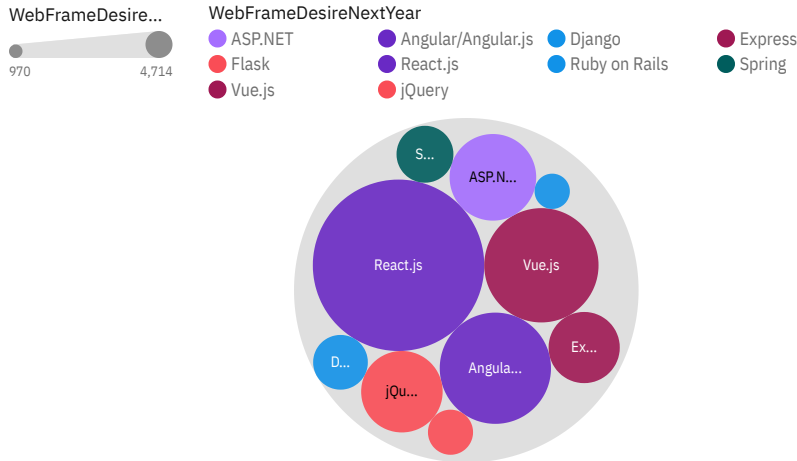 WebFrameDesire...
970 4,714
WebFrameDesireNextYear
ASP.NET Angular/Angular.js Django Express
Flask React.js Ruby on Rails Spring
Vue.js jQuery
S...
ASP.N...
React.js
Vue.js
Ex...
D...
Angula...
jQu...